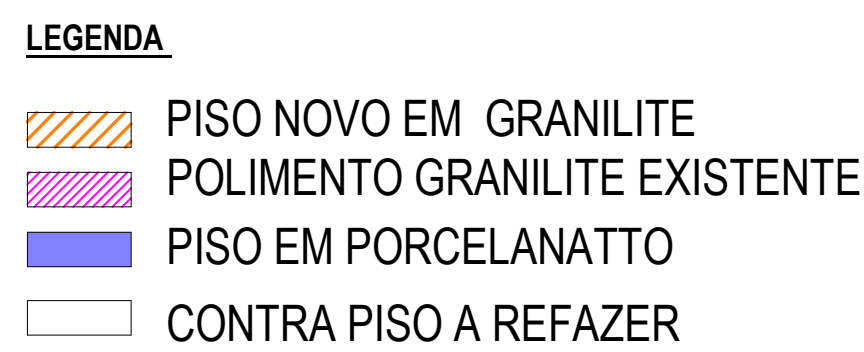 LEGENDA
PISO NOVO EM GRANILITE
POLIMENTO GRANILITE EXISTENTE
PISO EM PORCELANATTO
CONTRA PISO A REFAZER